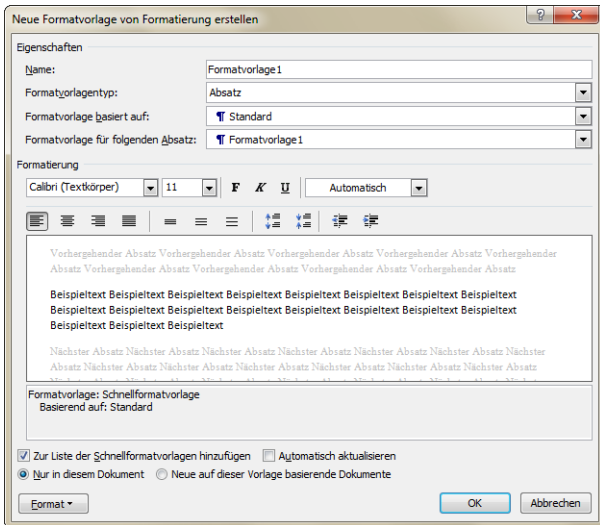 Neue Formatvorlage von Formatierung erstellen
Eigenschaften
Name: Formatvorlage1
Formatvorlagentyp: Absatz
Formatvorlage basiert auf: ¶ Standard
Formatvorlage für folgenden Absatz: ¶ Formatvorlage1
Formatierung
Calibri (Textkörper) 11 F K U Automatisch
Vorhergehender Absatz Vorhergehender Absatz Vorhergehender Absatz Vorhergehender Absatz Vorhergehender
Absatz Vorhergehender Absatz Vorhergehender Absatz Vorhergehender Absatz Vorhergehender Absatz
Beispieltext Beispieltext Beispieltext Beispieltext Beispieltext Beispieltext Beispieltext Beispieltext
Beispieltext Beispieltext Beispieltext Beispieltext Beispieltext Beispieltext Beispieltext Beispieltext
Beispieltext Beispieltext Beispieltext
Nächster Absatz Nächster Absatz Nächster Absatz Nächster Absatz Nächster Absatz Nächster Absatz Nächster
Absatz Nächster Absatz Nächster Absatz Nächster Absatz Nächster Absatz Nächster Absatz Nächster Absatz
Formatvorlage: Schnellformatvorlage
Basierend auf: Standard
Zur Liste der Schnellformatvorlagen hinzufügen Automatisch aktualisieren
Nur in diesem Dokument Neue auf dieser Vorlage basierende Dokumente
Format OK Abbrechen